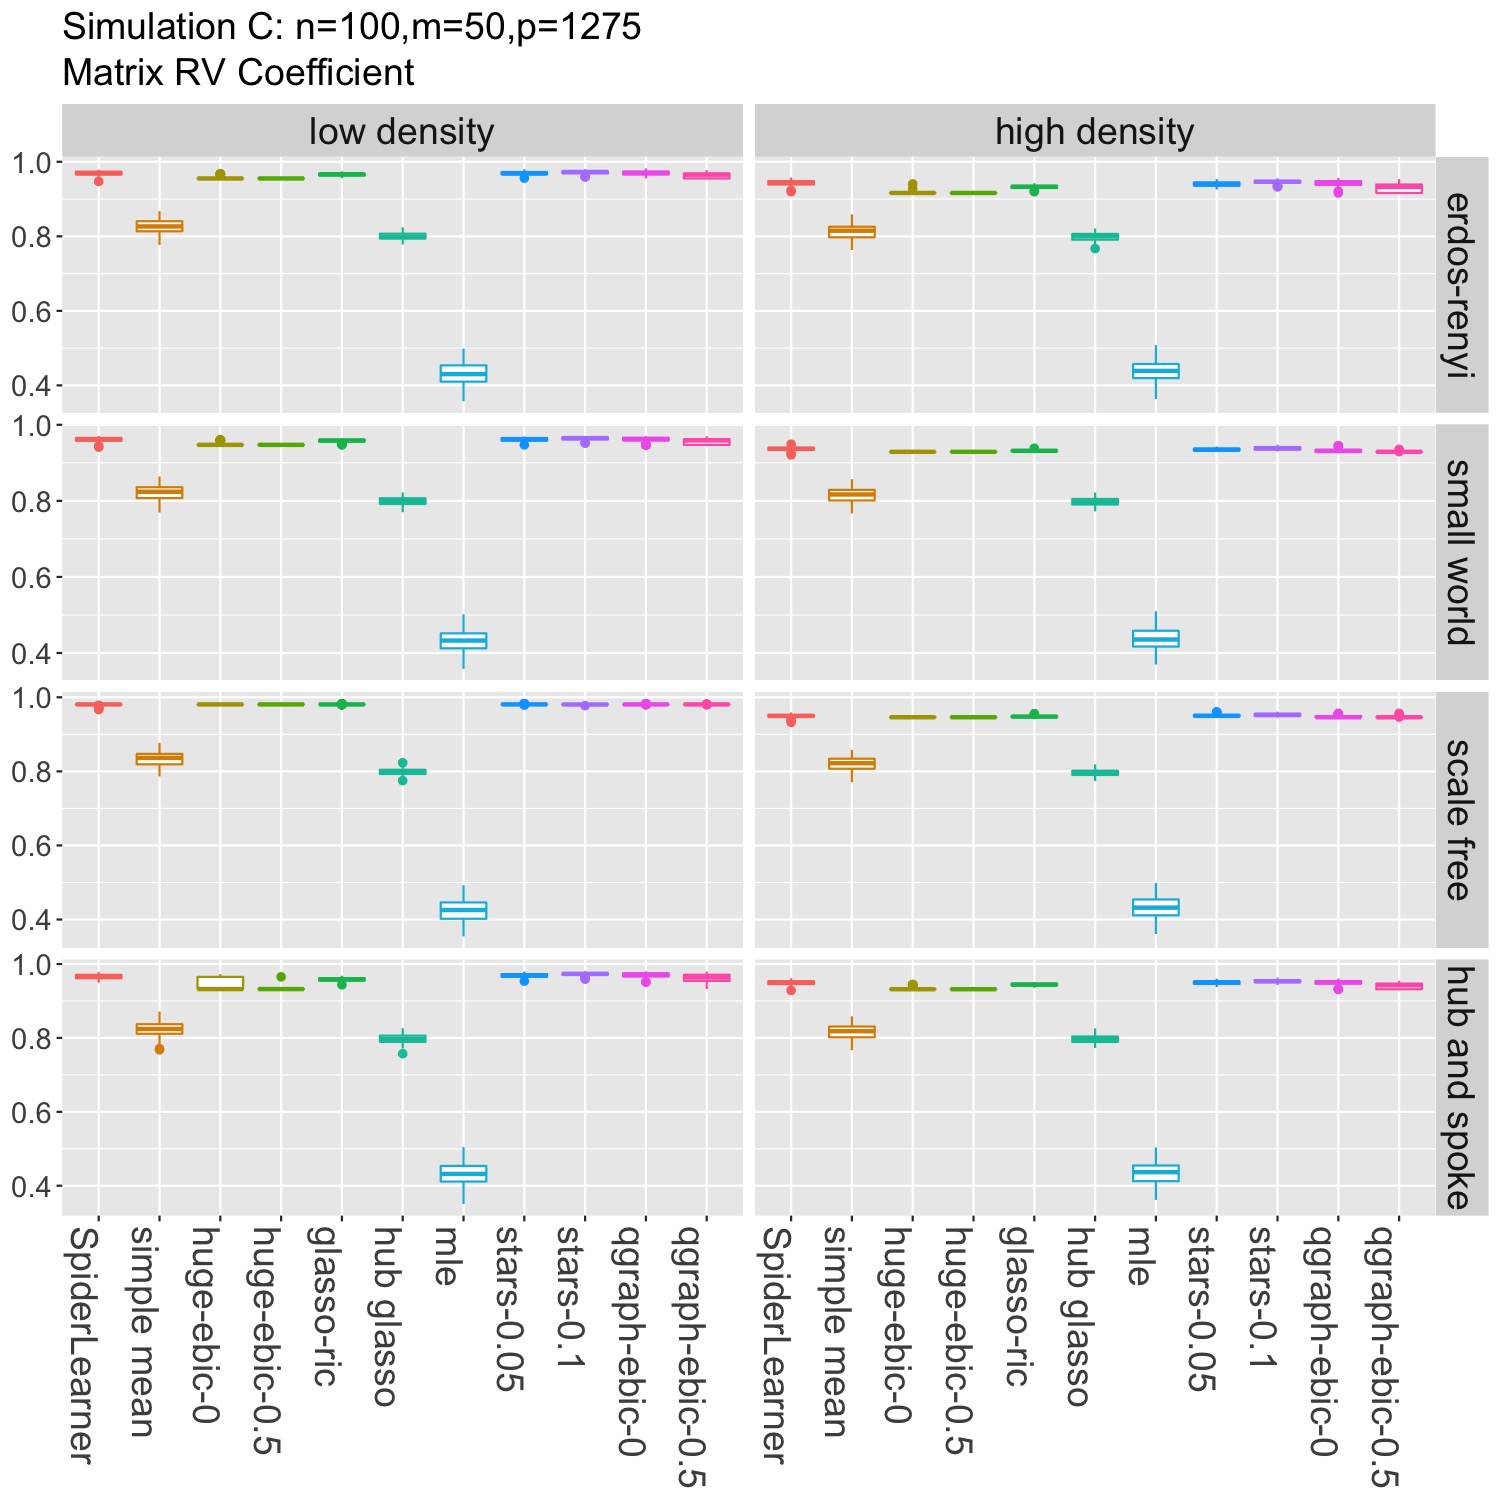 Simulation C: n=100,m=50,p=1275
Matrix RV Coefficient
low density
high density
1.0
0.8
0.6
0.4
erdos-renyi
1.0
0.8
0.6
0.4
small world
1.0
0.8
0.6
0.4
scale free
1.0
0.8
0.6
0.4
hub and spoke
SpiderLearner
simple mean
huge-ebic-0
huge-ebic-0.5
glasso-ric
hub glasso
mle
stars-0.05
stars-0.1
qgraph-ebic-0
qgraph-ebic-0.5
SpiderLearner
simple mean
huge-ebic-0
huge-ebic-0.5
glasso-ric
hub glasso
mle
stars-0.05
stars-0.1
qgraph-ebic-0
qgraph-ebic-0.5